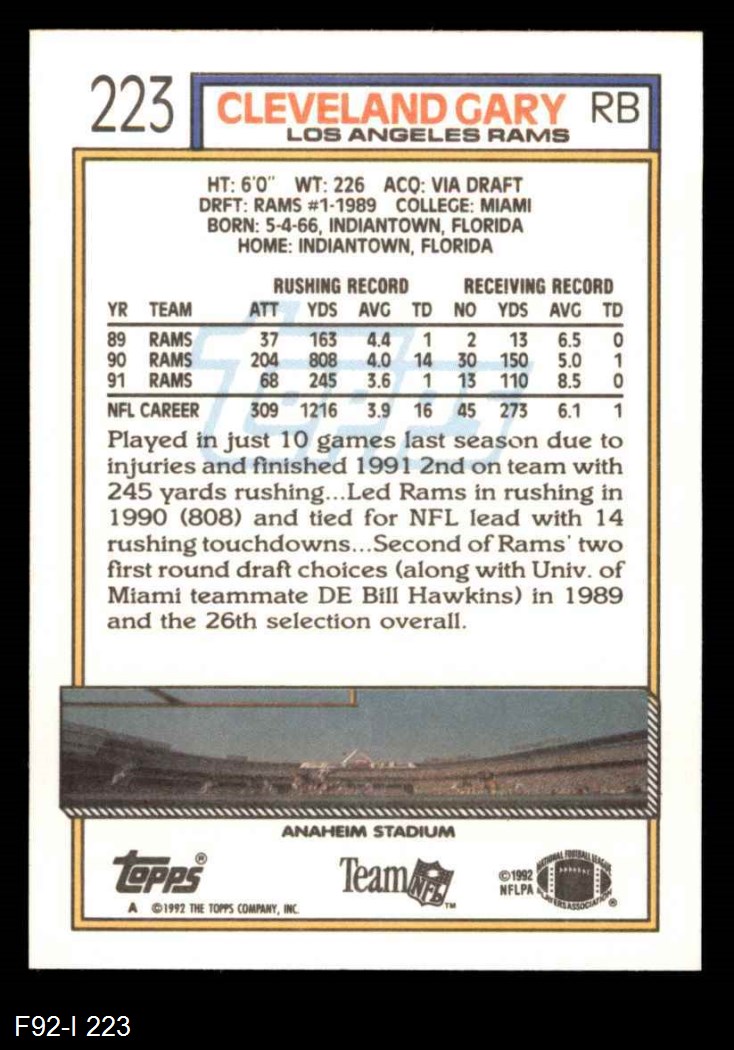 223 CLEVELAND GARY RB
LOS ANGELES RAMS
HT: 6'0" WT: 226 ACQ: VIA DRAFT
DRFT: RAMS #1-1989 COLLEGE: MIAMI
BORN: 5-4-66, INDIANTOWN, FLORIDA
HOME: INDIANTOWN, FLORIDA
RUSHING RECORD RECEIVING RECORD
YR TEAM ATT YDS AVG TD NO YDS AVG TD
89 RAMS 37 163 4.4 1 2 13 6.5 0
90 RAMS 204 808 4.0 14 30 150 5.0 1
91 RAMS 68 245 3.6 1 13 110 8.5 0
NFL CAREER 309 1216 3.9 16 45 273 6.1 1
topps
Played in just 10 games last season due to
injuries and finished 1991 2nd on team with
245 yards rushing...Led Rams in rushing in
1990 (808) and tied for NFL lead with 14
rushing touchdowns...Second of Rams' two
first round draft choices (along with Univ. of
Miami teammate DE Bill Hawkins) in 1989
and the 26th selection overall.
ANAHEIM STADIUM
topps®
A ©1992 THE TOPPS COMPANY, INC.
Team NFL™
©1992
NFLPA
NATIONAL FOOTBALL LEAGUE
PLAYERS ASSOCIATION®
F92-I 223